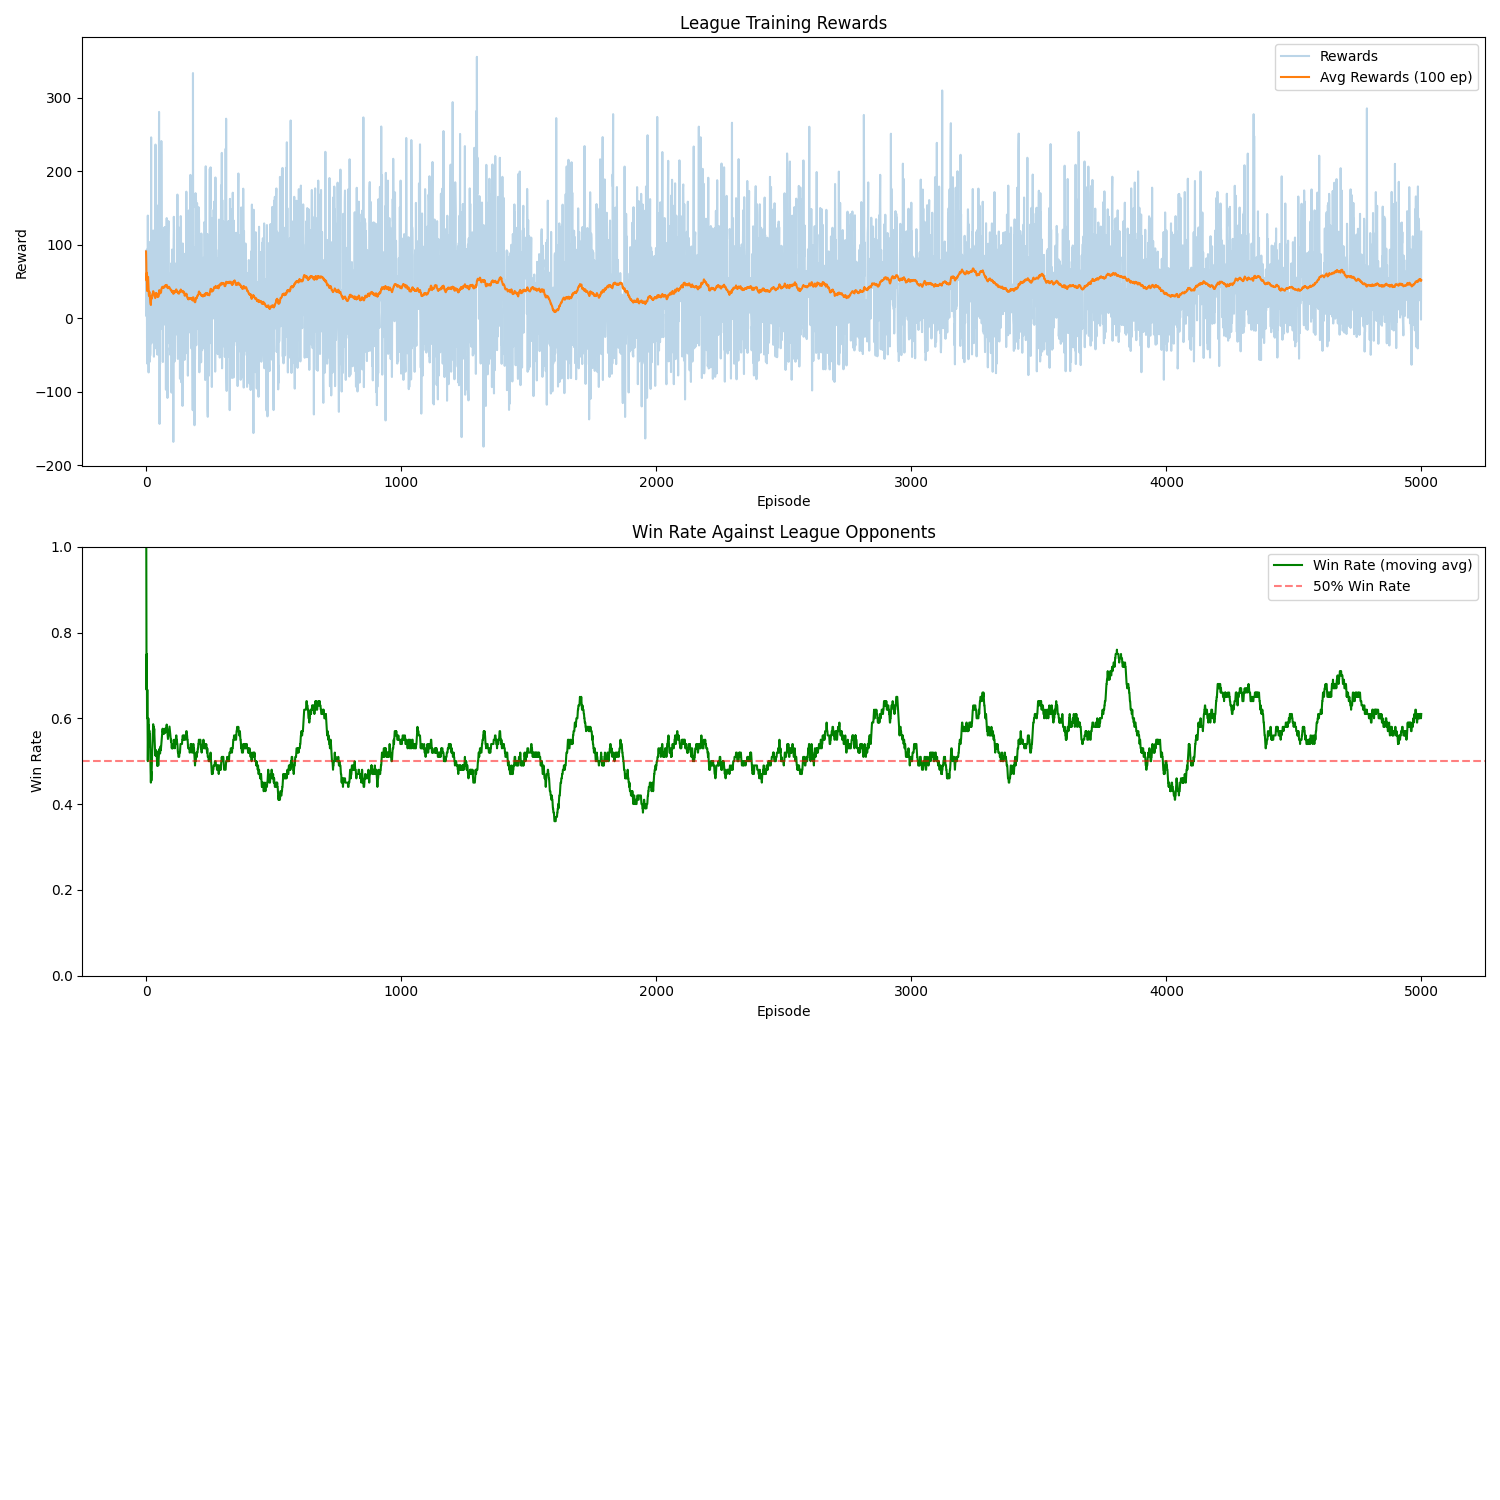 League Training Rewards
Rewards
Avg Rewards (100 ep)
300
200
100
0
−100
−200
Reward
0 1000 2000 3000 4000 5000
Episode
Win Rate Against League Opponents
Win Rate (moving avg)
50% Win Rate
1.0
0.8
0.6
0.4
0.2
0.0
Win Rate
0 1000 2000 3000 4000 5000
Episode